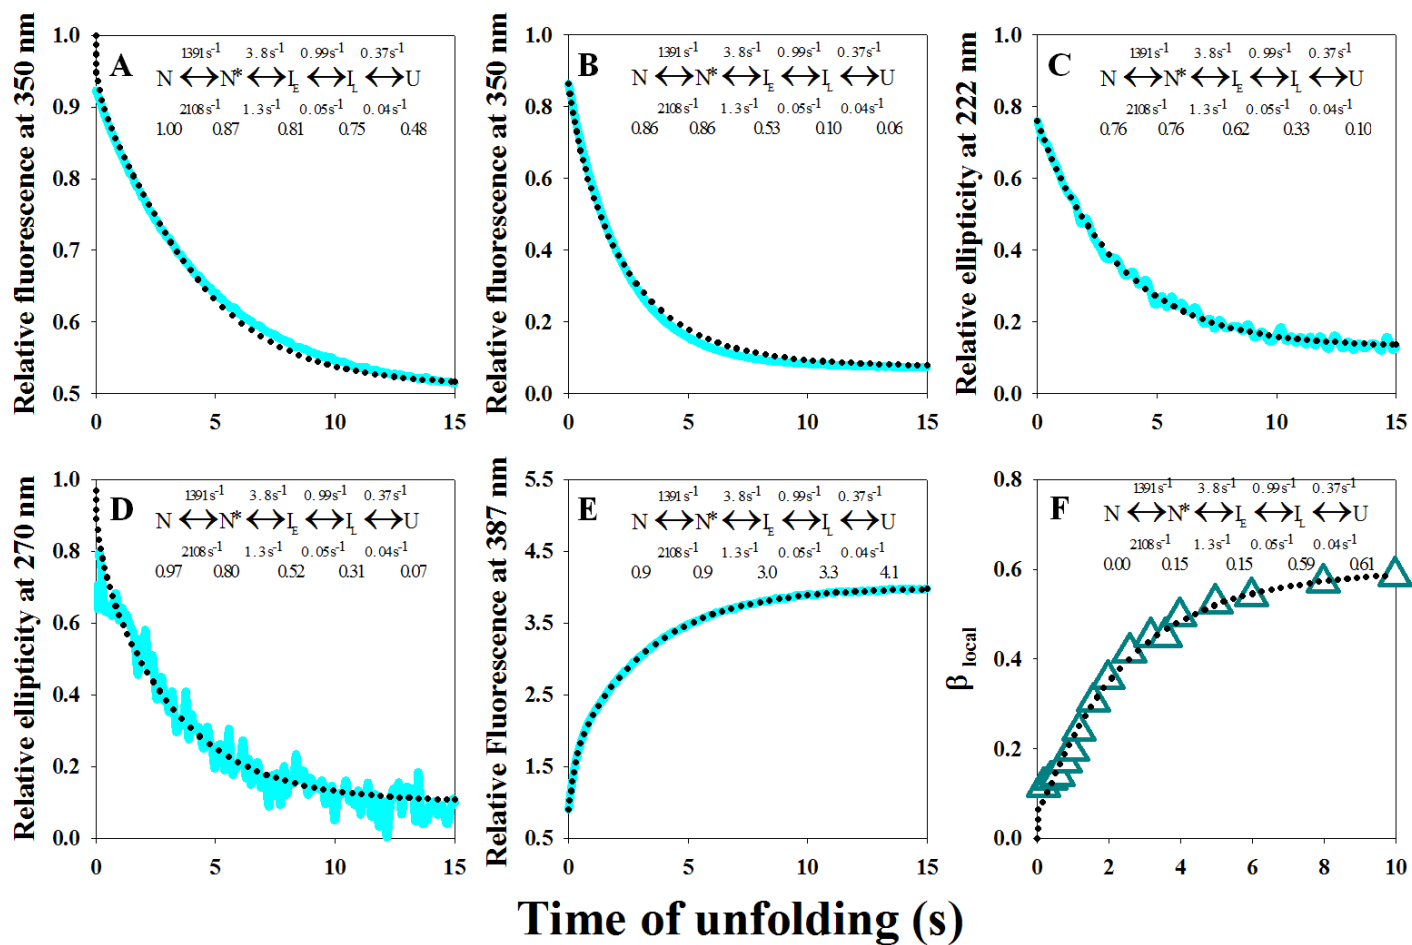 Relative fluorescence at 350 nm
1.0
0.9
0.8
0.7
0.6
0.5
A
1391s⁻¹ 3.8s⁻¹ 0.99s⁻¹ 0.37s⁻¹
N ↔ N* ↔ I_E ↔ I_L ↔ U
2108s⁻¹ 1.3s⁻¹ 0.05s⁻¹ 0.04s⁻¹
1.00 0.87 0.81 0.75 0.48
0 5 10 15
Relative fluorescence at 350 nm
1.0
0.8
0.6
0.4
0.2
0.0
B
1391s⁻¹ 3.8s⁻¹ 0.99s⁻¹ 0.37s⁻¹
N ↔ N* ↔ I_E ↔ I_L ↔ U
2108s⁻¹ 1.3s⁻¹ 0.05s⁻¹ 0.04s⁻¹
0.86 0.86 0.53 0.10 0.06
0 5 10 15
Relative ellipticity at 222 nm
1.0
0.8
0.6
0.4
0.2
0.0
C
1391s⁻¹ 3.8s⁻¹ 0.99s⁻¹ 0.37s⁻¹
N ↔ N* ↔ I_E ↔ I_L ↔ U
2108s⁻¹ 1.3s⁻¹ 0.05s⁻¹ 0.04s⁻¹
0.76 0.76 0.62 0.33 0.10
0 5 10 15
Relative ellipticity at 270 nm
1.0
0.8
0.6
0.4
0.2
0.0
D
1391s⁻¹ 3.8s⁻¹ 0.99s⁻¹ 0.37s⁻¹
N ↔ N* ↔ I_E ↔ I_L ↔ U
2108s⁻¹ 1.3s⁻¹ 0.05s⁻¹ 0.04s⁻¹
0.97 0.80 0.52 0.31 0.07
0 5 10 15
Relative Fluorescence at 387 nm
5.5
4.5
3.5
2.5
1.5
0.5
E
1391s⁻¹ 3.8s⁻¹ 0.99s⁻¹ 0.37s⁻¹
N ↔ N* ↔ I_E ↔ I_L ↔ U
2108s⁻¹ 1.3s⁻¹ 0.05s⁻¹ 0.04s⁻¹
0.9 0.9 3.0 3.3 4.1
0 5 10 15
β local
0.8
0.6
0.4
0.2
0.0
F
1391s⁻¹ 3.8s⁻¹ 0.99s⁻¹ 0.37s⁻¹
N ↔ N* ↔ I_E ↔ I_L ↔ U
2108s⁻¹ 1.3s⁻¹ 0.05s⁻¹ 0.04s⁻¹
0.00 0.15 0.15 0.59 0.61
0 2 4 6 8 10
Time of unfolding (s)